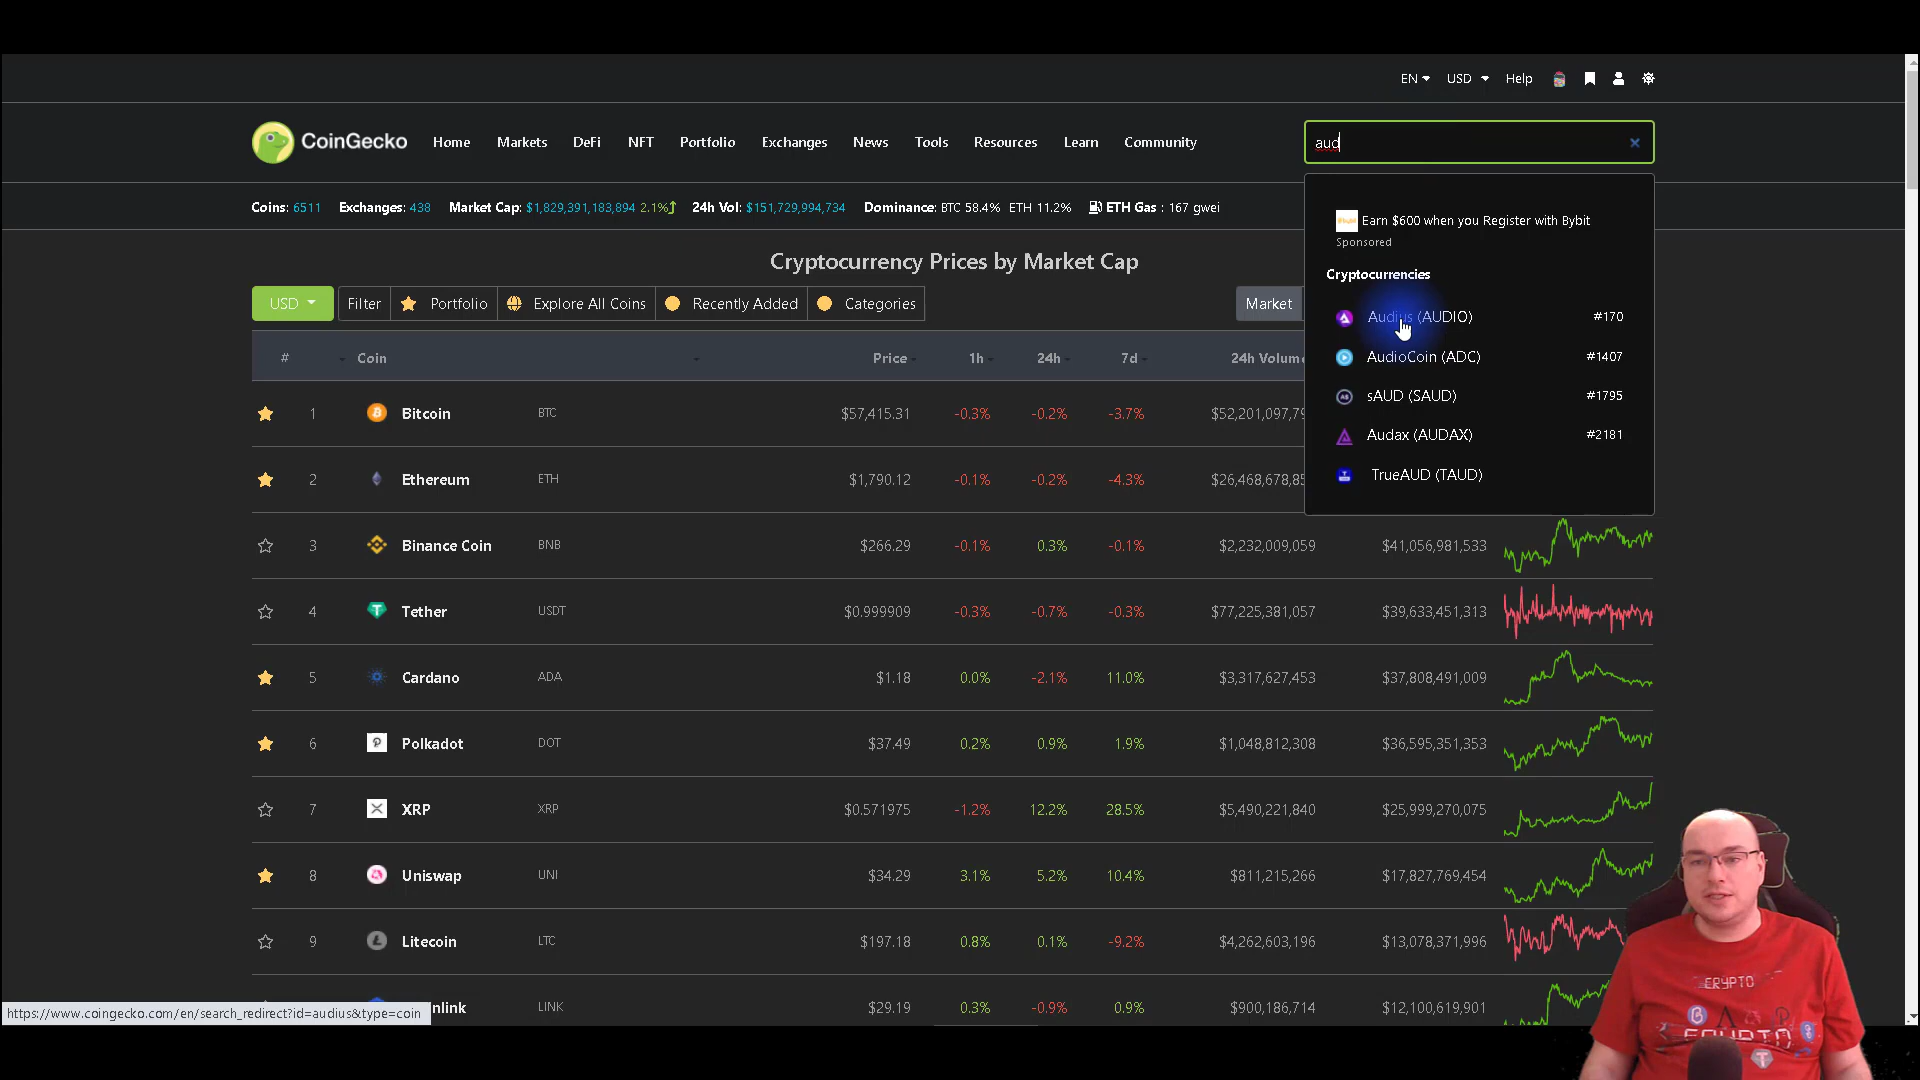 EN USD Help
CoinGecko Home Markets DeFi NFT Portfolio Exchanges News Tools Resources Learn Community aud
Coins: 6511 Exchanges: 438 Market Cap: $1,829,391,183,894 2.1% 24h Vol: $151,729,994,734 Dominance: BTC 58.4% ETH 11.2% ETH Gas : 167 gwei
Earn $600 when you Register with Bybit
Sponsored
Cryptocurrencies
Audius (AUDIO) #170
AudioCoin (ADC) #1407
sAUD (SAUD) #1795
Audax (AUDAX) #2181
TrueAUD (TAUD)
Cryptocurrency Prices by Market Cap
USD Filter Portfolio Explore All Coins Recently Added Categories Market
# Coin Price 1h 24h 7d 24h Volume
1 Bitcoin BTC $57,415.31 -0.3% -0.2% -3.7% $52,201,097,79
2 Ethereum ETH $1,790.12 -0.1% -0.2% -4.3% $26,468,678,85
3 Binance Coin BNB $266.29 -0.1% 0.3% -0.1% $2,232,009,059 $41,056,981,533
4 Tether USDT $0.999909 -0.3% -0.7% -0.3% $77,225,381,057 $39,633,451,313
5 Cardano ADA $1.18 0.0% -2.1% 11.0% $3,317,627,453 $37,808,491,009
6 Polkadot DOT $37.49 0.2% 0.9% 1.9% $1,048,812,308 $36,595,351,353
7 XRP XRP $0.571975 -1.2% 12.2% 28.5% $5,490,221,840 $25,999,270,075
8 Uniswap UNI $34.29 3.1% 5.2% 10.4% $811,215,266 $17,827,769,454
9 Litecoin LTC $197.18 0.8% 0.1% -9.2% $4,262,603,196 $13,078,371,996
nlink LINK $29.19 0.3% -0.9% 0.9% $900,186,714 $12,100,619,901
https://www.coingecko.com/en/search_redirect?id=audius&type=coin